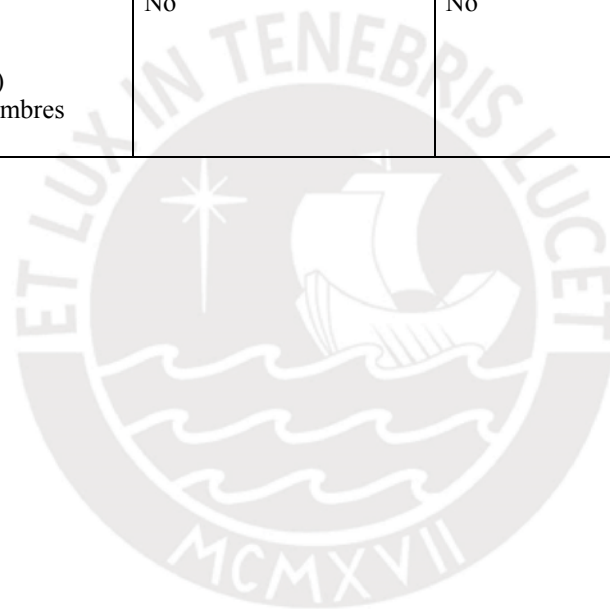 No
No
)
mbres
ET LUX IN TENEBRIS LUCET
MCMXVII